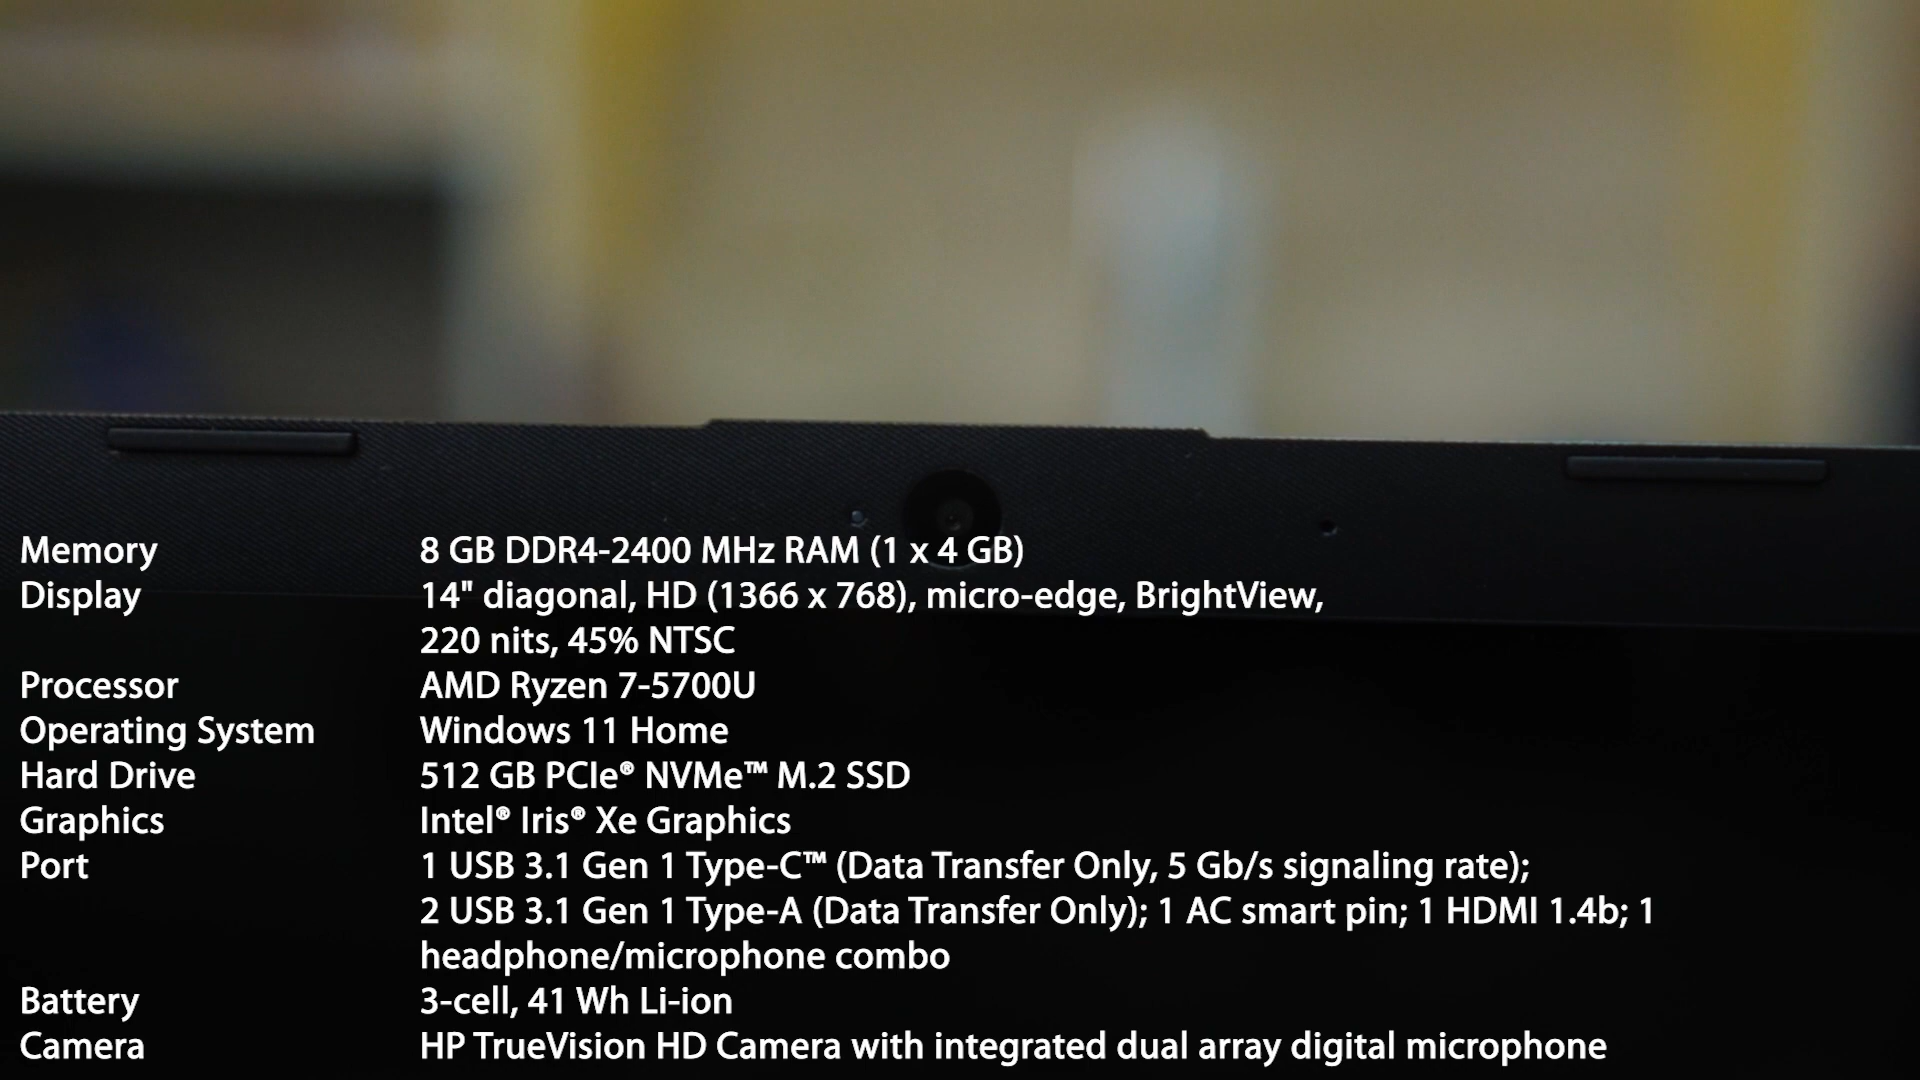 Memory 8 GB DDR4-2400 MHz RAM (1 x 4 GB)
Display 14" diagonal, HD (1366 x 768), micro-edge, BrightView,
220 nits, 45% NTSC
Processor AMD Ryzen 7-5700U
Operating System Windows 11 Home
Hard Drive 512 GB PCIe® NVMe™ M.2 SSD
Graphics Intel® Iris® Xe Graphics
Port 1 USB 3.1 Gen 1 Type-C™ (Data Transfer Only, 5 Gb/s signaling rate);
2 USB 3.1 Gen 1 Type-A (Data Transfer Only); 1 AC smart pin; 1 HDMI 1.4b; 1
headphone/microphone combo
Battery 3-cell, 41 Wh Li-ion
Camera HP TrueVision HD Camera with integrated dual array digital microphone